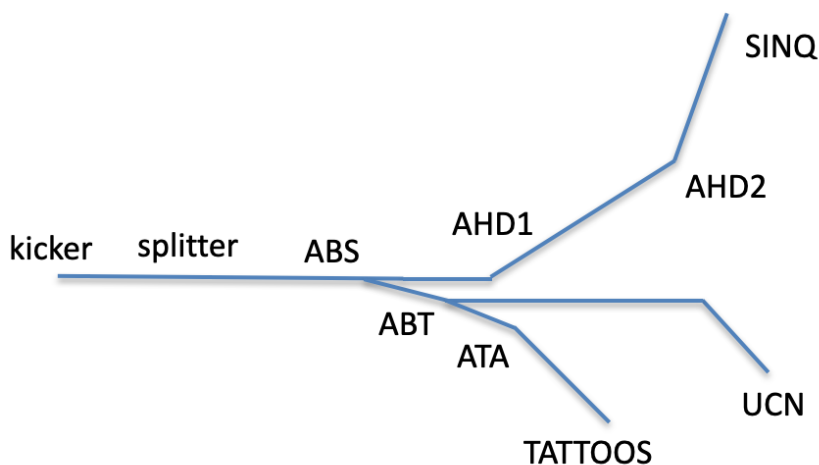 SINQ
AHD2
AHD1
kicker splitter ABS
ABT
ATA
UCN
TATTOOS